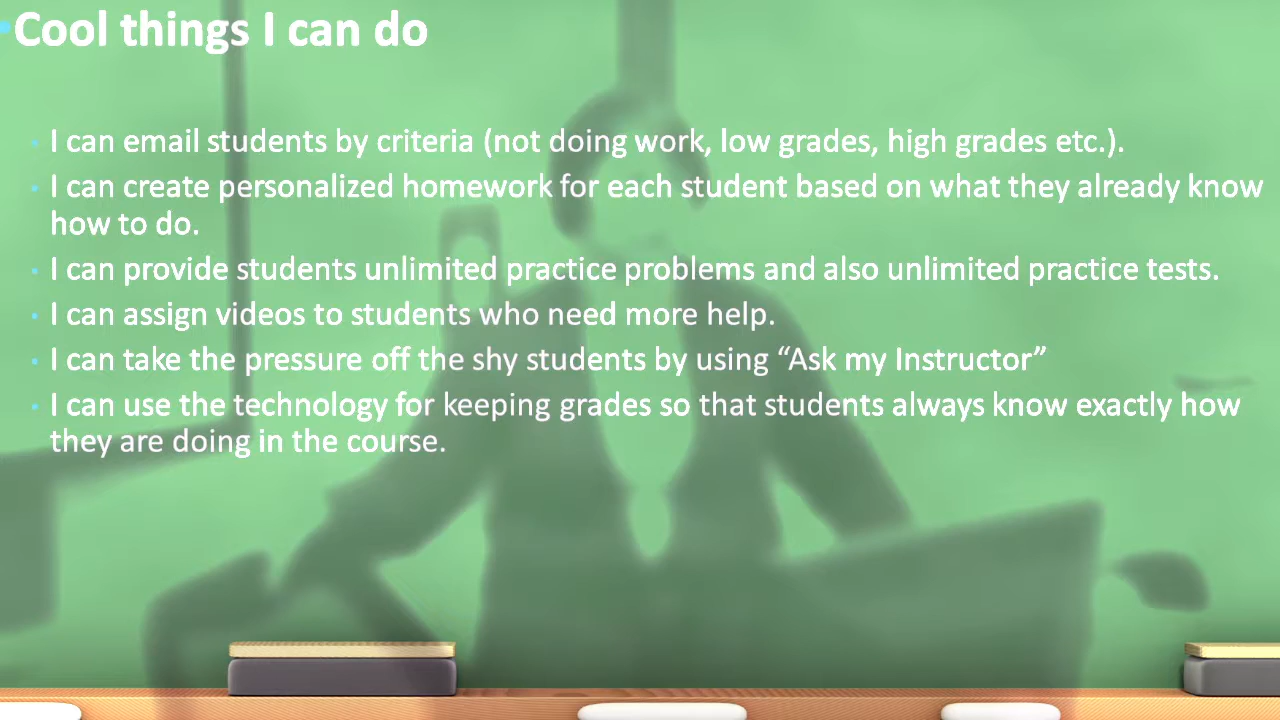 Cool things I can do
I can email students by criteria (not doing work, low grades, high grades etc.).
I can create personalized homework for each student based on what they already know
how to do.
I can provide students unlimited practice problems and also unlimited practice tests.
I can assign videos to students who need more help.
I can take the pressure off the shy students by using “Ask my Instructor”
I can use the technology for keeping grades so that students always know exactly how
they are doing in the course.